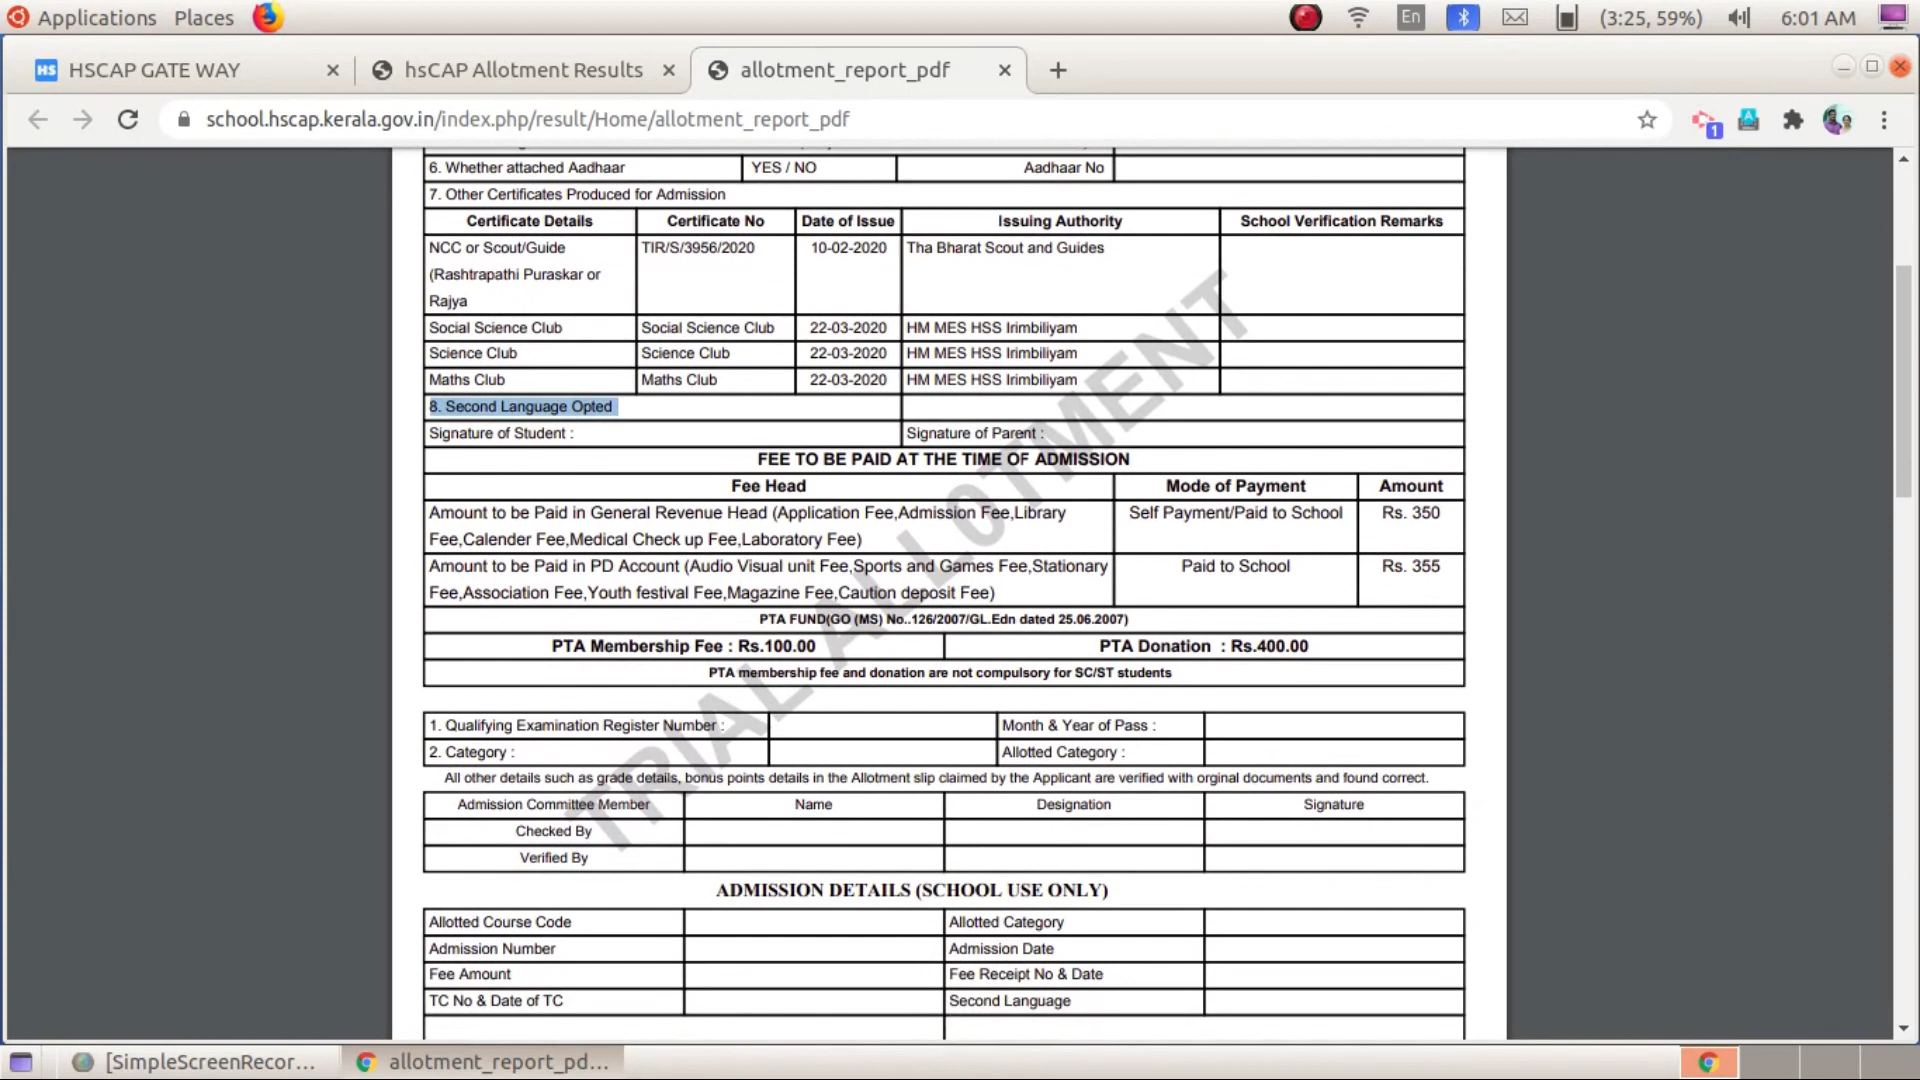 Applications Places
En (3:25, 59%) 6:01 AM
HS HSCAP GATE WAY
hsCAP Allotment Results
allotment_report_pdf
school.hscap.kerala.gov.in/index.php/result/Home/allotment_report_pdf
1
6. Whether attached Aadhaar YES / NO Aadhaar No
7. Other Certificates Produced for Admission
Certificate Details Certificate No Date of Issue Issuing Authority School Verification Remarks
NCC or Scout/Guide TIR/S/3956/2020 10-02-2020 Tha Bharat Scout and Guides
(Rashtrapathi Puraskar or
Rajya
Social Science Club Social Science Club 22-03-2020 HM MES HSS Irimbiliyam
Science Club Science Club 22-03-2020 HM MES HSS Irimbiliyam
Maths Club Maths Club 22-03-2020 HM MES HSS Irimbiliyam
8. Second Language Opted
Signature of Student : Signature of Parent :
FEE TO BE PAID AT THE TIME OF ADMISSION
Fee Head Mode of Payment Amount
Amount to be Paid in General Revenue Head (Application Fee,Admission Fee,Library Self Payment/Paid to School Rs. 350
Fee,Calender Fee,Medical Check up Fee,Laboratory Fee)
Amount to be Paid in PD Account (Audio Visual unit Fee,Sports and Games Fee,Stationary Paid to School Rs. 355
Fee,Association Fee,Youth festival Fee,Magazine Fee,Caution deposit Fee)
PTA FUND(GO (MS) No..126/2007/GL.Edn dated 25.06.2007)
PTA Membership Fee : Rs.100.00 PTA Donation : Rs.400.00
PTA membership fee and donation are not compulsory for SC/ST students
TRIAL ALL0TMENT
1. Qualifying Examination Register Number : Month & Year of Pass :
2. Category : Allotted Category :
All other details such as grade details, bonus points details in the Allotment slip claimed by the Applicant are verified with orginal documents and found correct.
Admission Committee Member Name Designation Signature
Checked By
Verified By
ADMISSION DETAILS (SCHOOL USE ONLY)
Allotted Course Code Allotted Category
Admission Number Admission Date
Fee Amount Fee Receipt No & Date
TC No & Date of TC Second Language
[SimpleScreenRecor... allotment_report_pd...